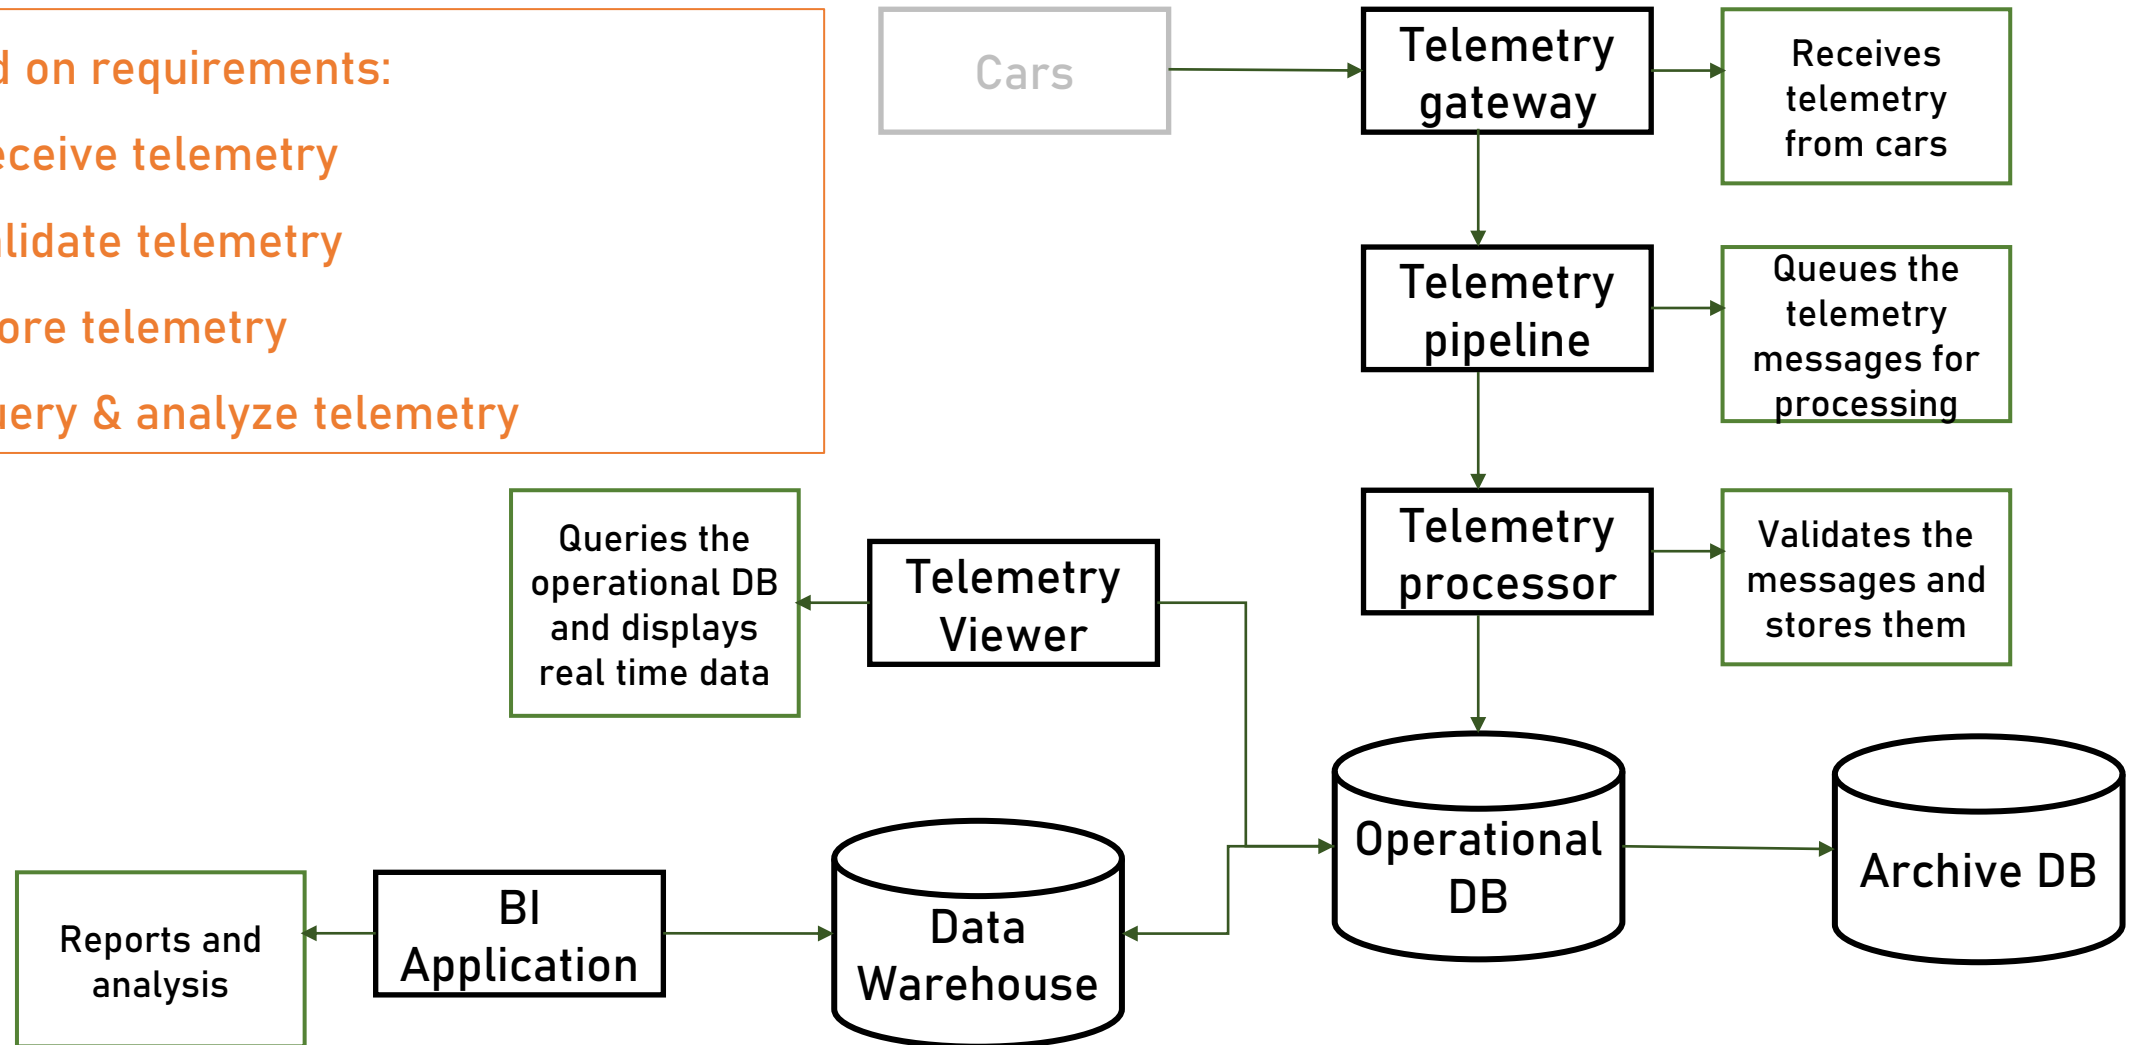 d on requirements:
eceive telemetry
alidate telemetry
ore telemetry
uery & analyze telemetry
Cars
Telemetry
gateway
Receives
telemetry
from cars
Telemetry
pipeline
Queues the
telemetry
messages for
processing
Telemetry
processor
Validates the
messages and
stores them
Queries the
operational DB
and displays
real time data
Telemetry
Viewer
Operational
DB
Archive DB
Data
Warehouse
BI
Application
Reports and
analysis